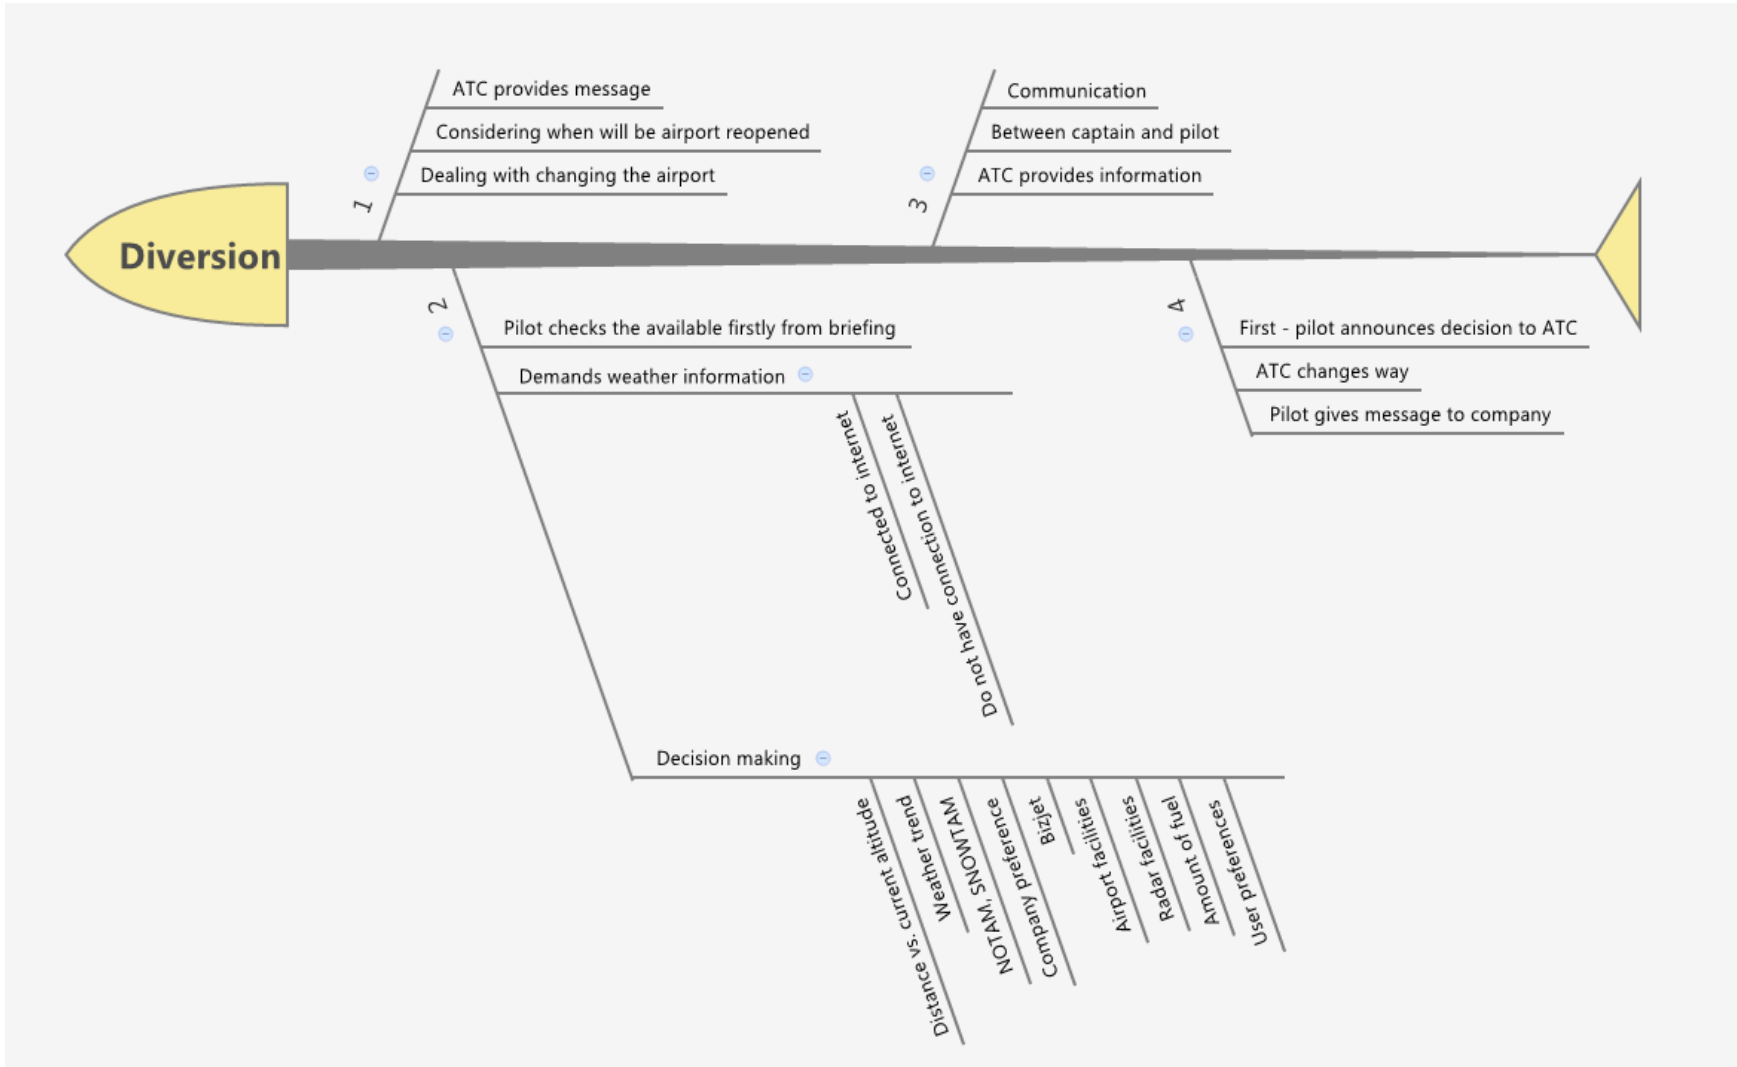 Diversion
1
ATC provides message
Considering when will be airport reopened
Dealing with changing the airport
2
Pilot checks the available firstly from briefing
Demands weather information
Connected to internet
Do not have connection to internet
Decision making
Distance vs. current altitude
Weather trend
NOTAM, SNOWTAM
Company preference
Bizjet
Airport facilities
Radar facilities
Amount of fuel
User preferences
3
Communication
Between captain and pilot
ATC provides information
4
First - pilot announces decision to ATC
ATC changes way
Pilot gives message to company